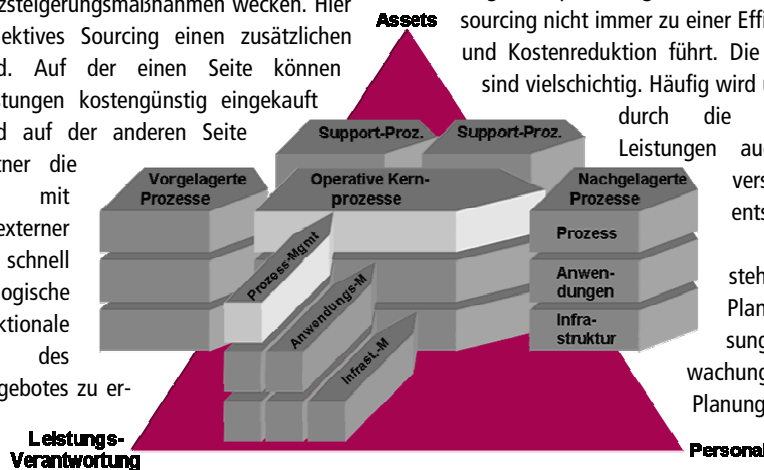 zsteigerungsmaßnahmen wecken. Hier
ektives Sourcing einen zusätzlichen
d. Auf der einen Seite können
stungen kostengünstig eingekauft
d auf der anderen Seite
tner die
mit
externer
schnell
ogische
ktionale
des
gebotes zu er-
Assets
Support-Proz.
Support-Proz.
Vorgelagerte
Prozesse
Operative Kern-
prozesse
Nachgelagerte
Prozesse
Prozess
Anwen-
dungen
Infra-
struktur
Prozess-Mgmt
Anwendungs-M
Infrast.-M
Leistungs-
Verantwortung
Personal
sourcing nicht immer zu einer Effi
und Kostenreduktion führt. Die
sind vielschichtig. Häufig wird
durch die
Leistungen auc
vers
ents
steh
Plan
sung
wachung
Planung